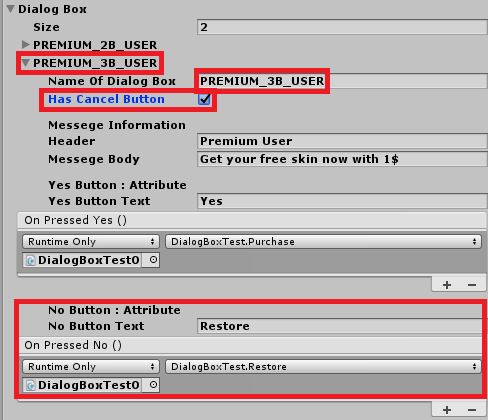 Dialog Box
Size 2
PREMIUM_2B_USER
PREMIUM_3B_USER
Name Of Dialog Box PREMIUM_3B_USER
Has Cancel Button
Messege Information
Header Premium User
Messege Body Get your free skin now with 1$
Yes Button : Attribute
Yes Button Text Yes
On Pressed Yes ()
Runtime Only DialogBoxTest.Purchase
DialogBoxTest0
+ −
No Button : Attribute
No Button Text Restore
On Pressed No ()
Runtime Only DialogBoxTest.Restore
DialogBoxTest0
+ −